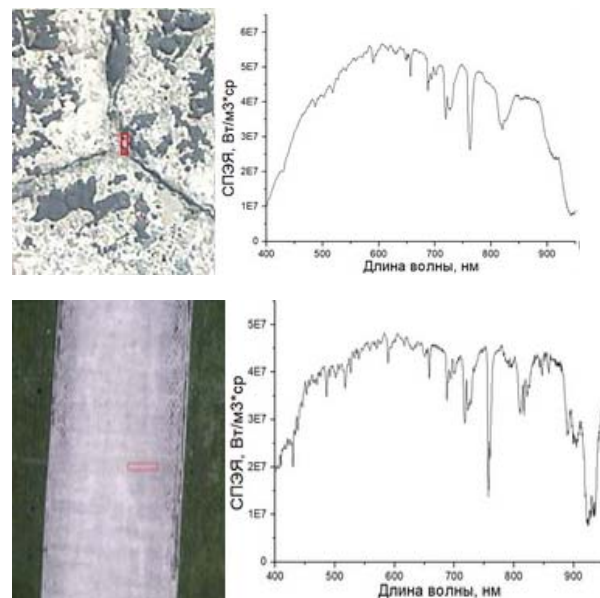 6E7
5E7
4E7
3E7
2E7
1E7
0
СПЭЯ, Вт/м3*ср
400 500 600 700 800 900
Длина волны, нм
5E7
4E7
3E7
2E7
1E7
0
СПЭЯ, Вт/м3*ср
400 500 600 700 800 900
Длина волны, нм